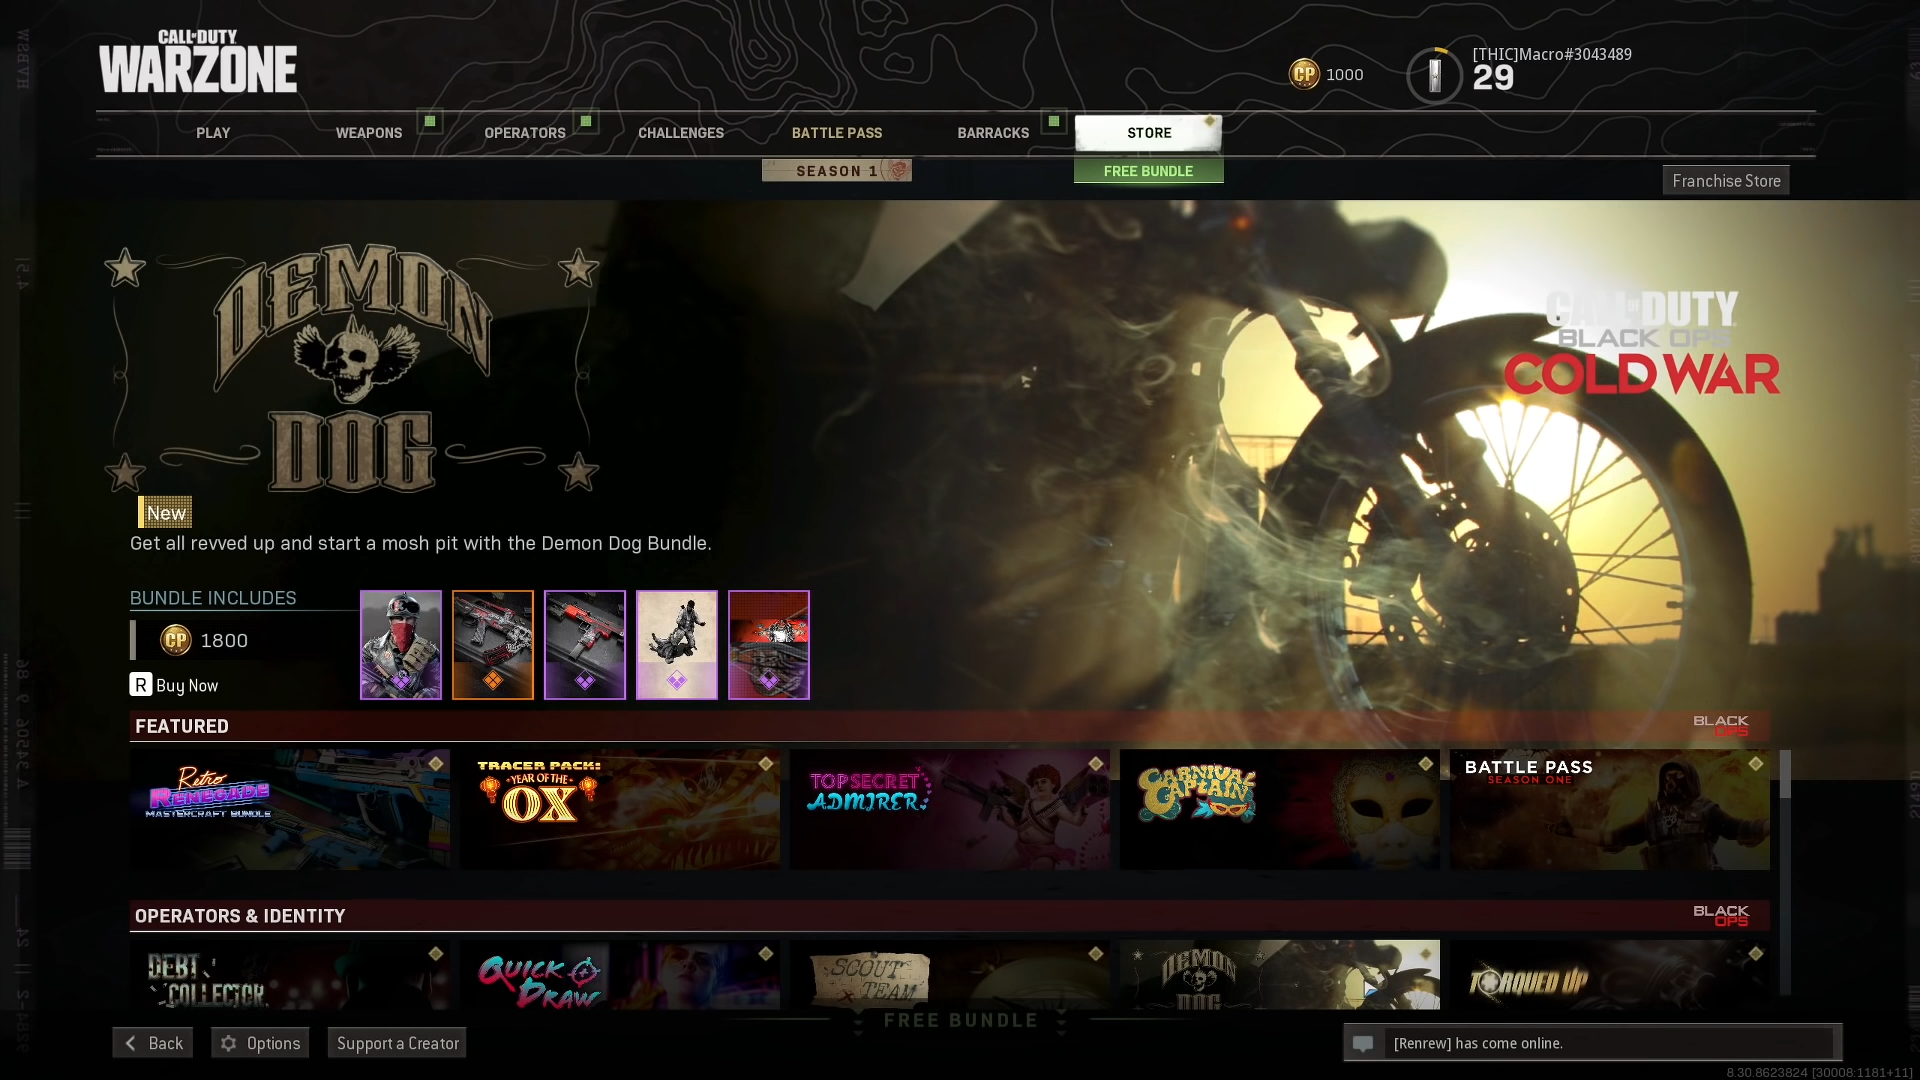 CALL OF DUTY
WARZONE
CP 1000
[THIC]Macro#3043489
29
PLAY
WEAPONS
OPERATORS
CHALLENGES
BATTLE PASS
BARRACKS
STORE
SEASON 1
FREE BUNDLE
Franchise Store
DEMON
DOG
CALL OF DUTY
BLACK OPS
COLD WAR
New
Get all revved up and start a mosh pit with the Demon Dog Bundle.
BUNDLE INCLUDES
CP 1800
R Buy Now
FEATURED
BLACK
OPS
Retro
RENEGADE
MASTERCRAFT BUNDLE
TRACER PACK:
YEAR OF THE
OX
TOP SECRET
ADMIRER
CARNIVAL
CAPTAIN
BATTLE PASS
SEASON ONE
OPERATORS & IDENTITY
BLACK
OPS
DEBT
COLLECTOR
QUICK
DRAW
SCOUT
TEAM
DEMON
DOG
TORQUED UP
FREE BUNDLE
Back
Options
Support a Creator
[Renrew] has come online.
8.30.8623824 [30008:1181+11]